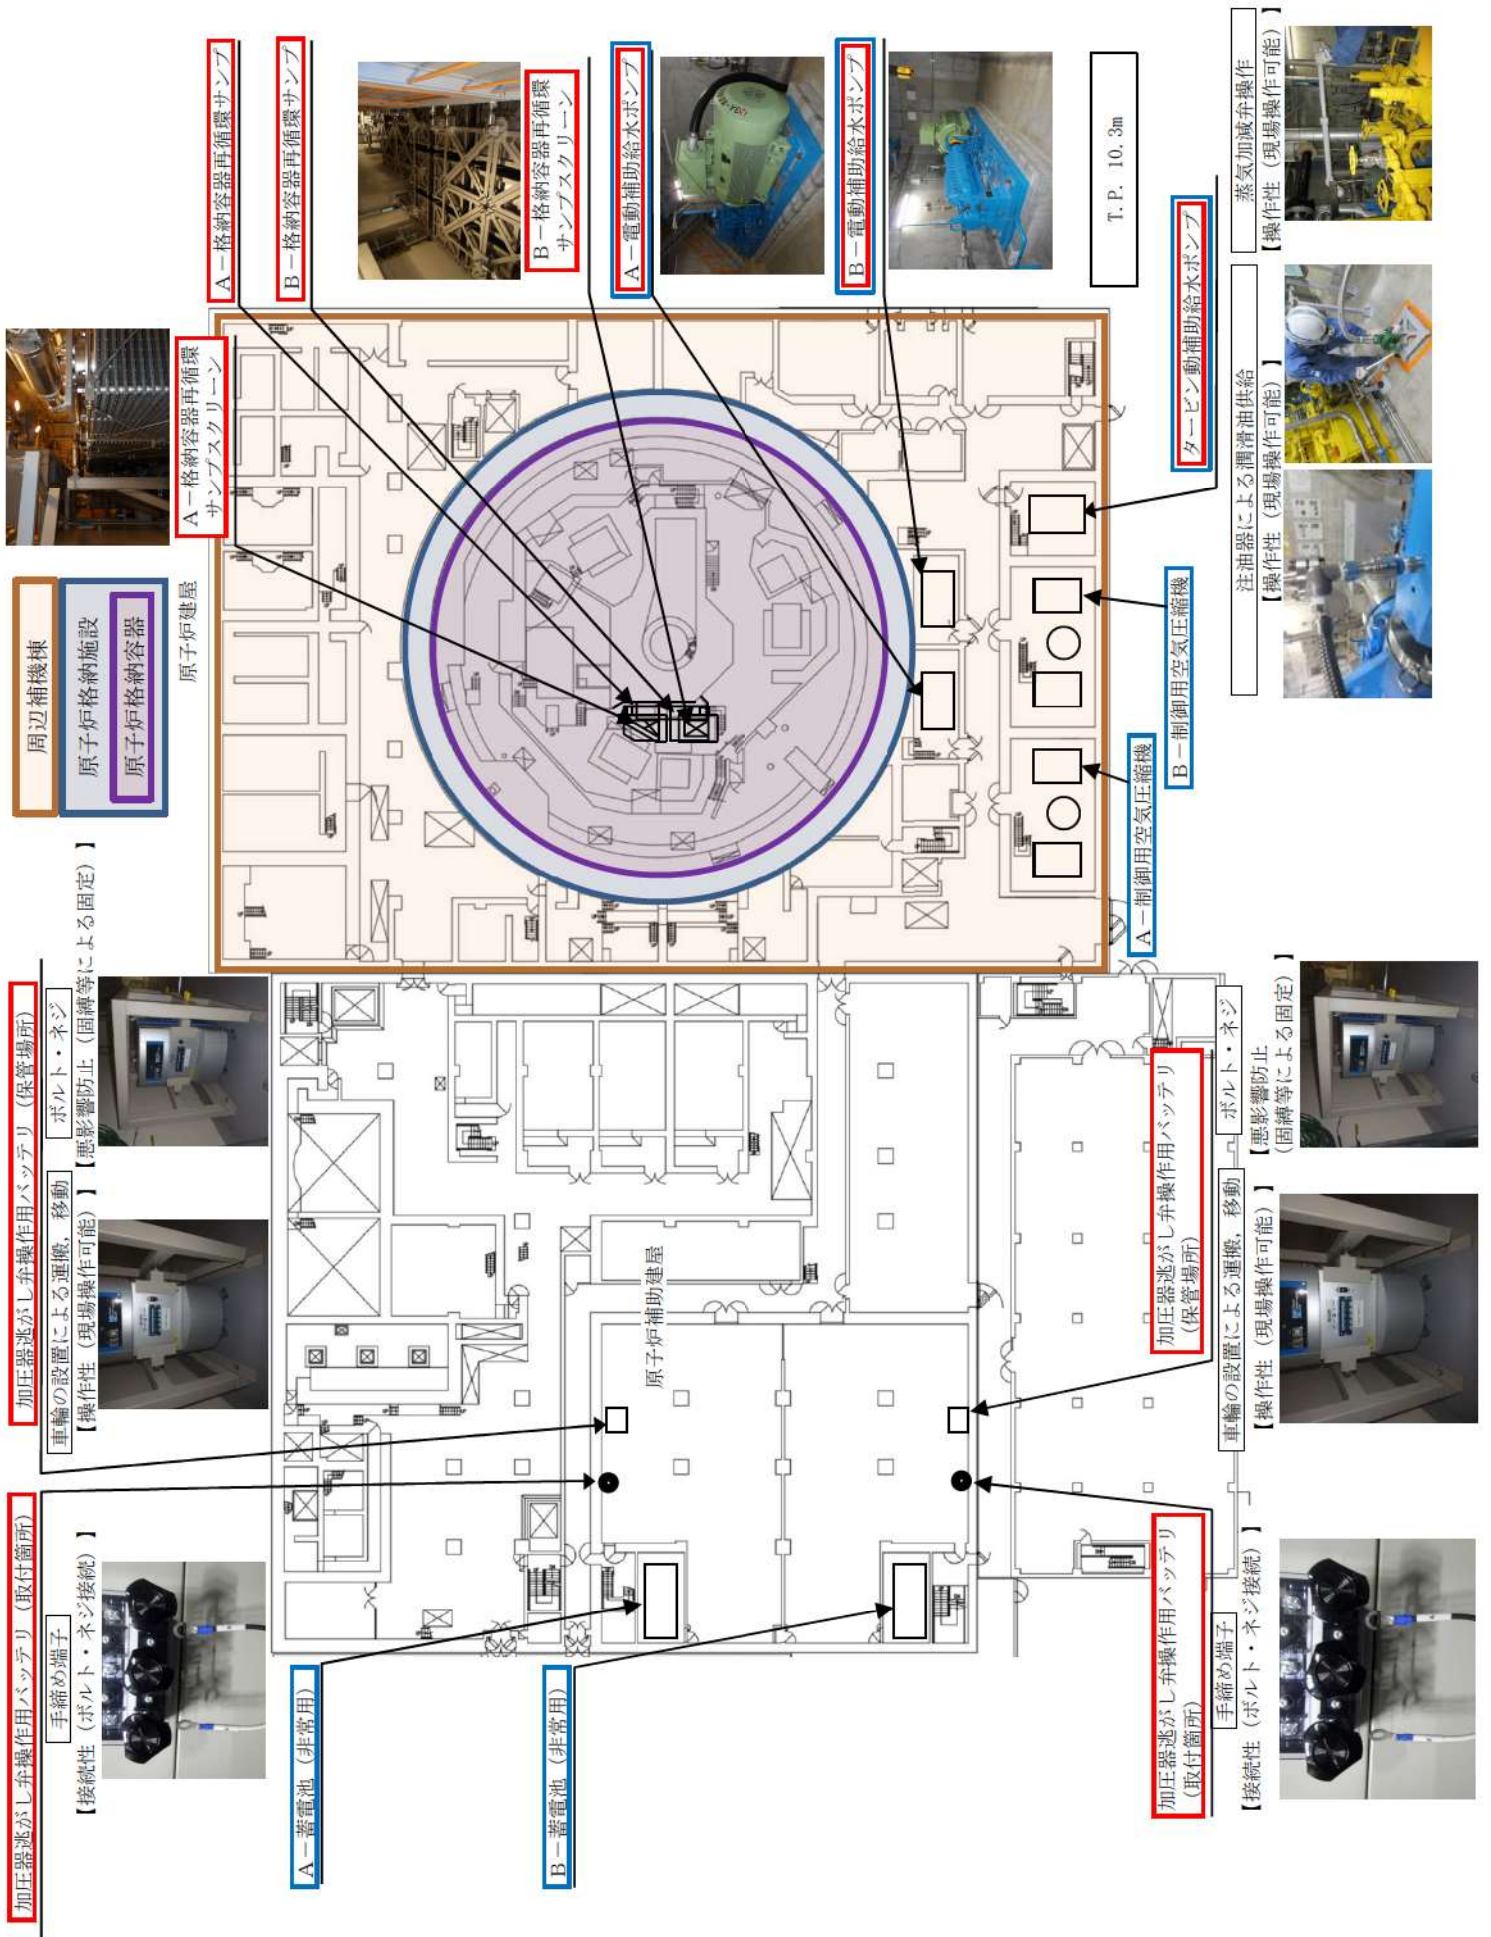 加圧器逃がし弁操作用バッテリ（取付箇所）
手締め端子
【接続性（ボルト・ネジ接続）】
加圧器逃がし弁操作用バッテリ（保管場所）
車輪の設置による運搬，移動
【操作性（現場操作可能）】
ボルト・ネジ
【悪影響防止（固縛等による固定）】
周辺補機棟
原子炉格納施設
原子炉格納容器
原子炉建屋
A－格納容器再循環
サンプスクリーン
A－格納容器再循環サンプ
B－格納容器再循環サンプ
B－格納容器再循環
サンプスクリーン
A－電動補助給水ポンプ
B－電動補助給水ポンプ
T.P. 10.3m
タービン動補助給水ポンプ
蒸気加減弁操作
【操作性（現場操作可能）】
注油器による潤滑油供給
【操作性（現場操作可能）】
B－制御用空気圧縮機
A－制御用空気圧縮機
原子炉補助建屋
A－蓄電池（非常用）
B－蓄電池（非常用）
加圧器逃がし弁操作用バッテリ
（保管場所）
ボルト・ネジ
【悪影響防止
（固縛等による固定）】
車輪の設置による運搬，移動
【操作性（現場操作可能）】
加圧器逃がし弁操作用バッテリ
（取付箇所）
手締め端子
【接続性（ボルト・ネジ接続）】